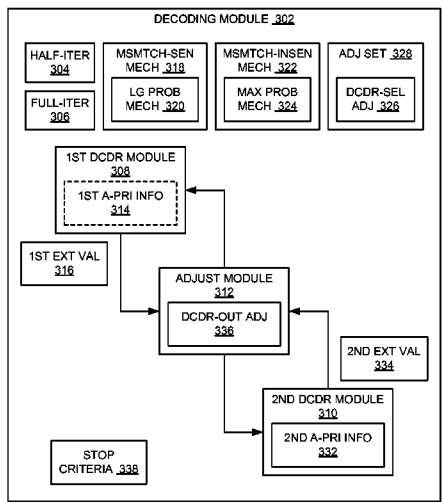 DECODING MODULE 302
HALF-ITER
304
FULL-ITER
306
MSMTCH-SEN
MECH 318
LG PROB
MECH 320
MSMTCH-INSEN
MECH 322
MAX PROB
MECH 324
ADJ SET 328
DCDR-SEL
ADJ 326
1ST DCDR MODULE
308
1ST A-PRI INFO
314
1ST EXT VAL
316
ADJUST MODULE
312
DCDR-OUT ADJ
336
2ND EXT VAL
334
2ND DCDR MODULE
310
2ND A-PRI INFO
332
STOP
CRITERIA 338